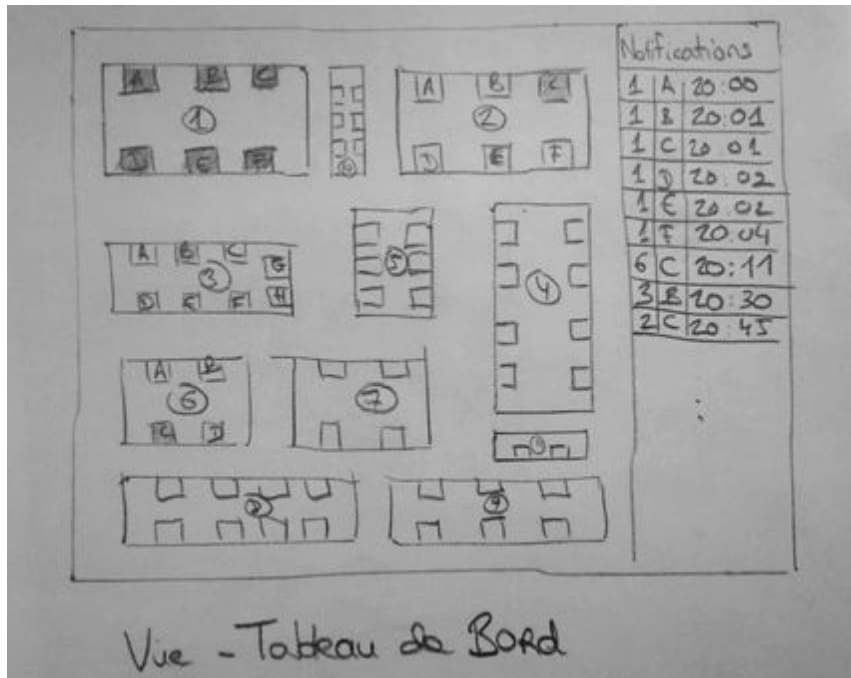 Notifications
1 A 20:00
1 B 20:01
1 C 20 01
1 D 20:02
1 E 20.02
1 F 20.04
6 C 20:11
3 B 20:30
2 C 20:45
A B C
1
D E F
A B C
2
D E F
A B C
3 G
D E F H
5
4
A B
6
C D
7
8
9
Vue - Tableau de Bord